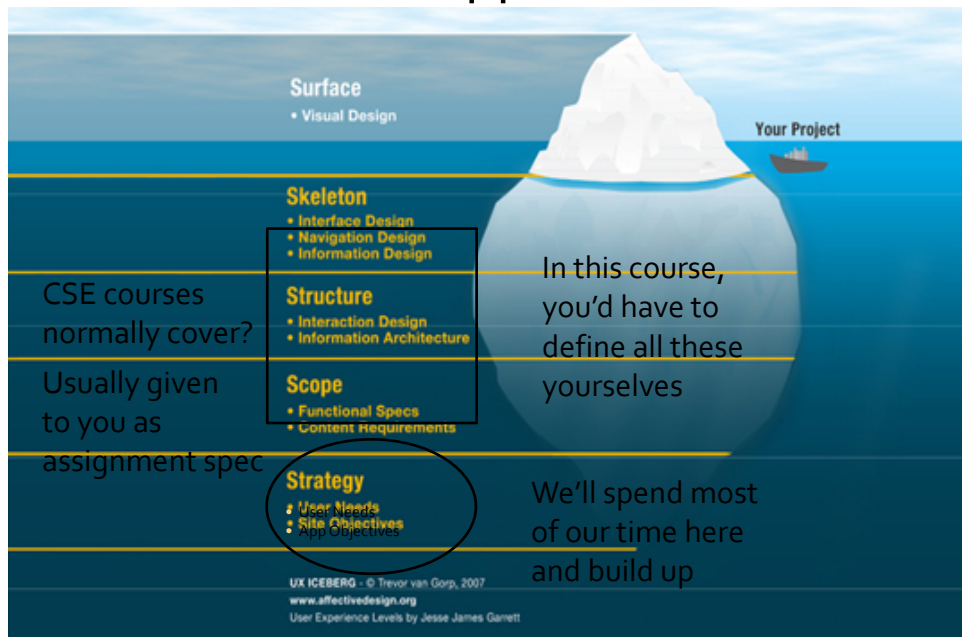 Surface
• Visual Design
Your Project
Skeleton
• Interface Design
• Navigation Design
• Information Design
Structure
• Interaction Design
• Information Architecture
Scope
• Functional Specs
• Content Requirements
Strategy
• User Needs
• Site Objectives
• User Needs
• App Objectives
CSE courses
normally cover?
Usually given
to you as
assignment spec
In this course,
you'd have to
define all these
yourselves
We'll spend most
of our time here
and build up
UX ICEBERG - © Trevor van Gorp, 2007
www.affectivedesign.org
User Experience Levels by Jesse James Garrett